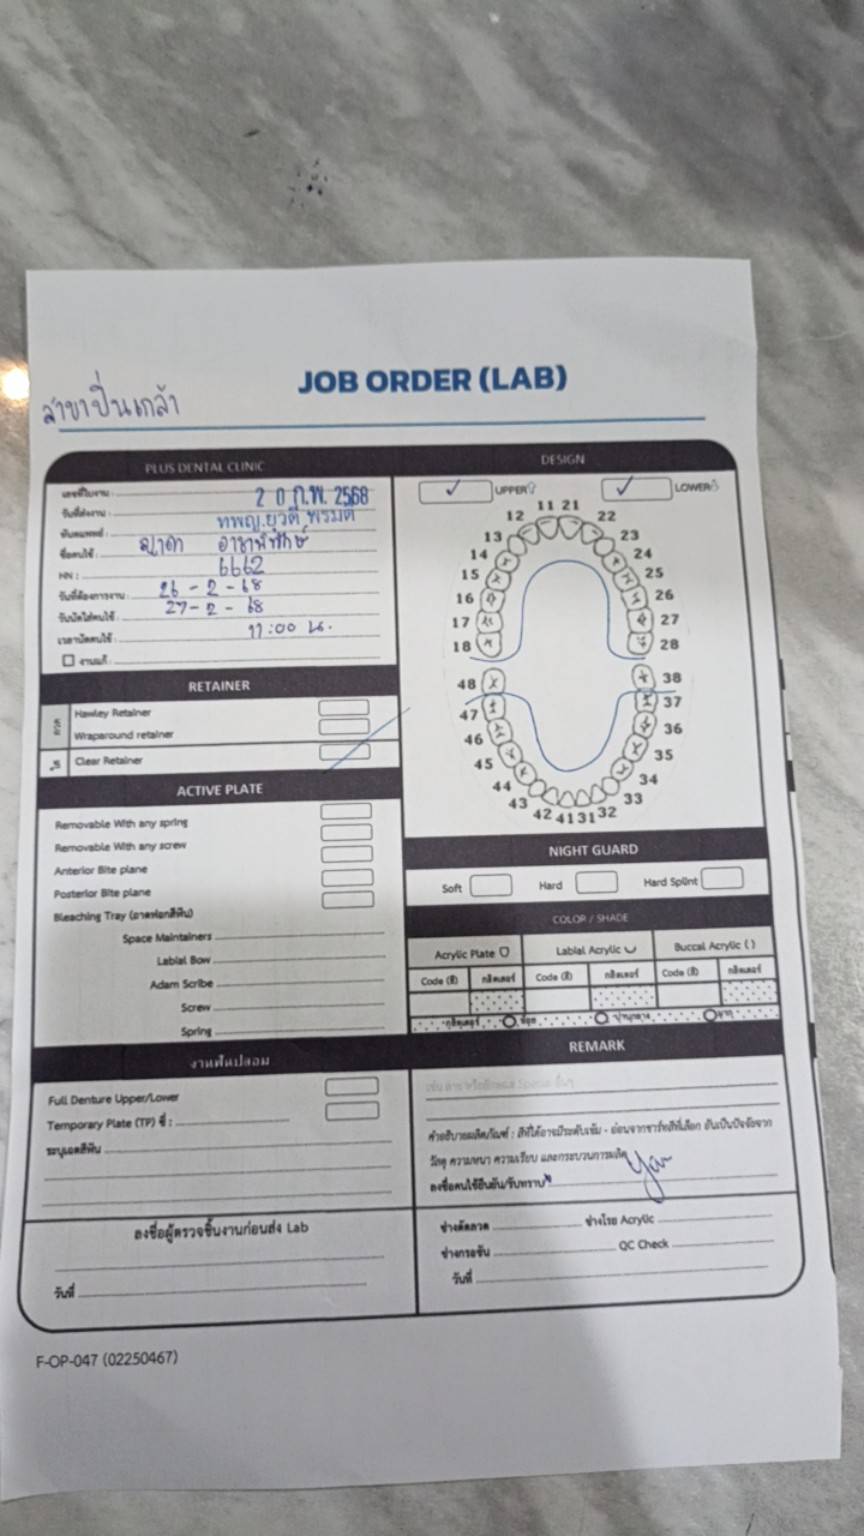 JOB ORDER (LAB)
สาขาปิ่นเกล้า
PLUS DENTAL CLINIC
เลขที่ใบงาน :
วันที่ส่งงาน : 20 ก.พ. 2568
ทันตแพทย์ : ทพญ.ยุวดี พรมดี
ชื่อคนไข้ :
HN : 6662
วันที่ต้องการงาน : 26 - 2 - 68
วันนัดใส่คนไข้ : 27 - 2 - 68
เวลานัดคนไข้ : 11:00 น.
งานแก้ :
RETAINER
ลวด
Hawley Retainer
Wraparound retainer
ใส
Clear Retainer
ACTIVE PLATE
Removable With any spring
Removable With any screw
Anterior Bite plane
Posterior Bite plane
Bleaching Tray (ถาดฟอกสีฟัน)
Space Maintainers
Labial Bow
Adam Scribe
Screw
Spring
งานฟันปลอม
Full Denture Upper/Lower
Temporary Plate (TP) ซี่ :
ระบุเฉดสีฟัน
ลงชื่อผู้ตรวจชิ้นงานก่อนส่ง Lab
วันที่
DESIGN
✓ UPPER ✓ LOWER
11 21
12 22
13 23
14 24
15 25
16 26
17 27
18 28
48 38
47 37
46 36
45 35
44 34
43 33
42 41 31 32
NIGHT GUARD
Soft Hard Hard Splint
COLOR / SHADE
Acrylic Plate Labial Acrylic Buccal Acrylic ( )
Code (สี) กลิตเตอร์ Code (สี) กลิตเตอร์ Code (สี) กลิตเตอร์
กลิตเตอร์ น้อย ปานกลาง มาก
REMARK
คำอธิบายผลิตภัณฑ์ : สีที่ได้อาจมีระดับเข้ม - อ่อนจากชาร์ทสีที่เลือก อันเป็นปัจจัยจาก
วัสดุ ความหนา ความเรียบ และกระบวนการผลิต
ลงชื่อคนไข้ยืนยัน/รับทราบ
ช่างดัดลวด ช่างโรย Acrylic
ช่างกรอขัด QC Check
วันที่
F-OP-047 (02250467)